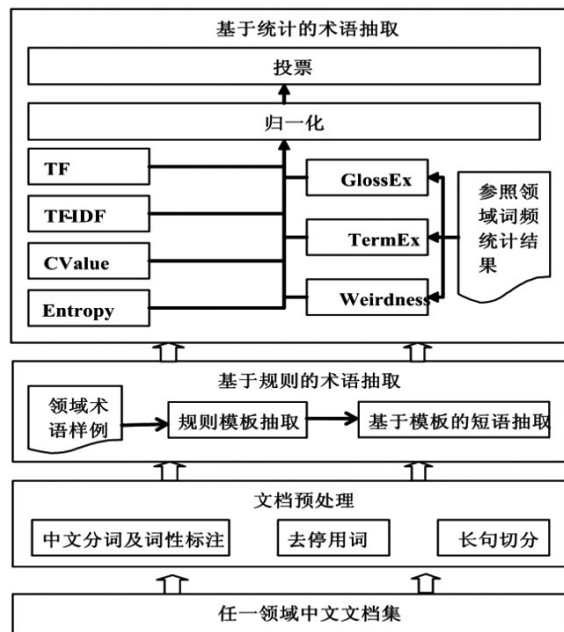 基于统计的术语抽取
投票
归一化
TF
TF-IDF
CValue
Entropy
GlossEx
TermEx
Weirdness
参照领
域词频
统计结
果
基于规则的术语抽取
领域术
语样例
规则模板抽取
基于模板的短语抽取
文档预处理
中文分词及词性标注
去停用词
长句切分
任一领域中文文档集